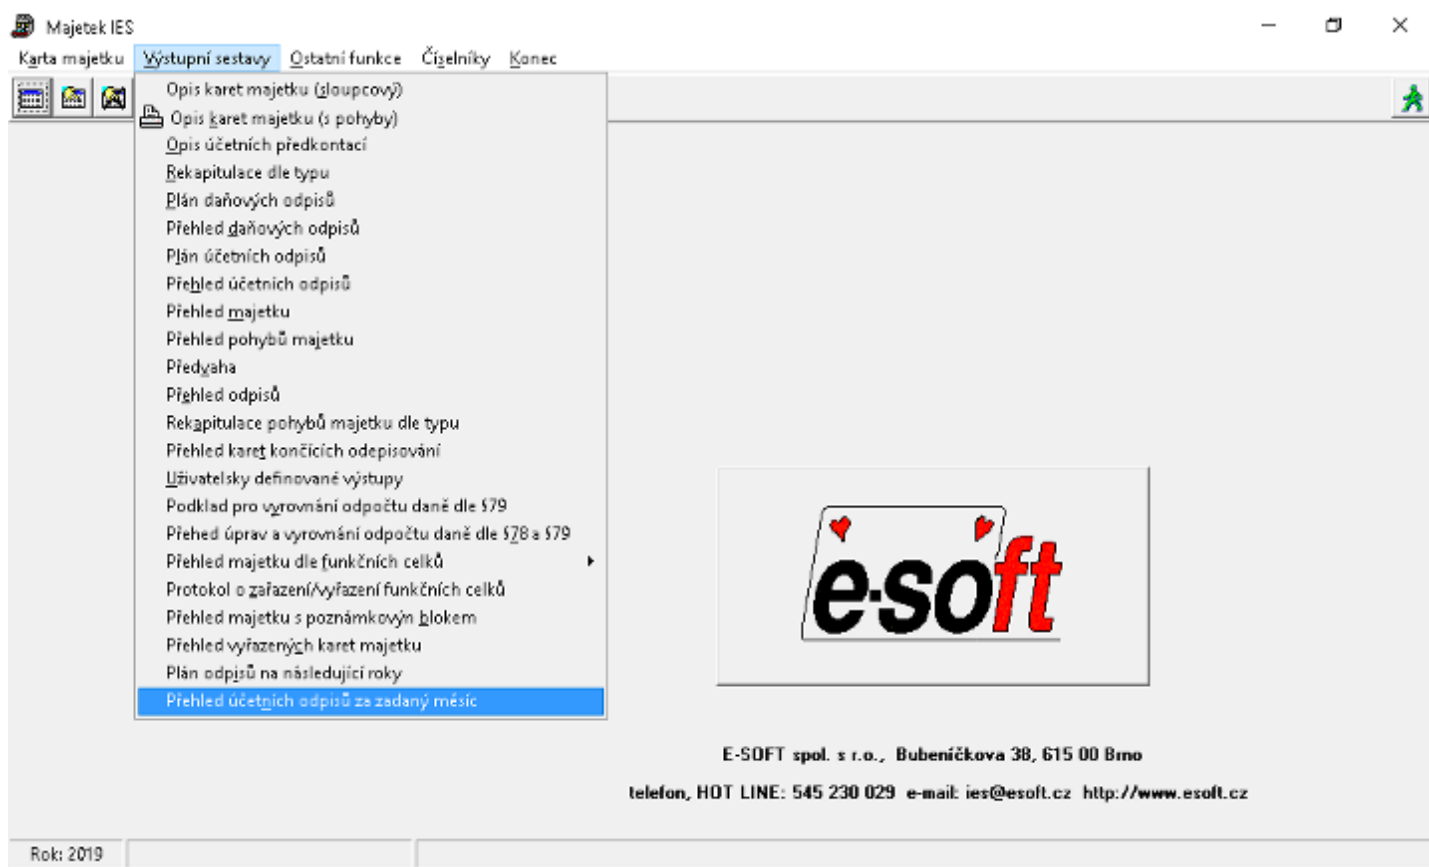 Majetek IES
Karta majetku Výstupní sestavy Ostatní funkce Číselníky Konec
Opis karet majetku (sloupcový)
Opis karet majetku (s pohyby)
Opis účetních předkontací
Rekapitulace dle typu
Plán daňových odpisů
Přehled daňových odpisů
Plán účetních odpisů
Přehled účetních odpisů
Přehled majetku
Přehled pohybů majetku
Předvaha
Přehled odpisů
Rekapitulace pohybů majetku dle typu
Přehled karet končících odepisování
Uživatelsky definované výstupy
Podklad pro vyrovnání odpočtu daně dle §79
Přehed úprav a vyrovnání odpočtu daně dle §78 a §79
Přehled majetku dle funkčních celků
Protokol o zařazení/vyřazení funkčních celků
Přehled majetku s poznámkovýn blokem
Přehled vyřazených karet majetku
Plán odpisů na následující roky
Přehled účetních odpisů za zadaný měsíc
e-soft
E-SOFT spol. s r.o., Bubeníčkova 38, 615 00 Brno
telefon, HOT LINE: 545 230 029 e-mail: ies@esoft.cz http://www.esoft.cz
Rok: 2019